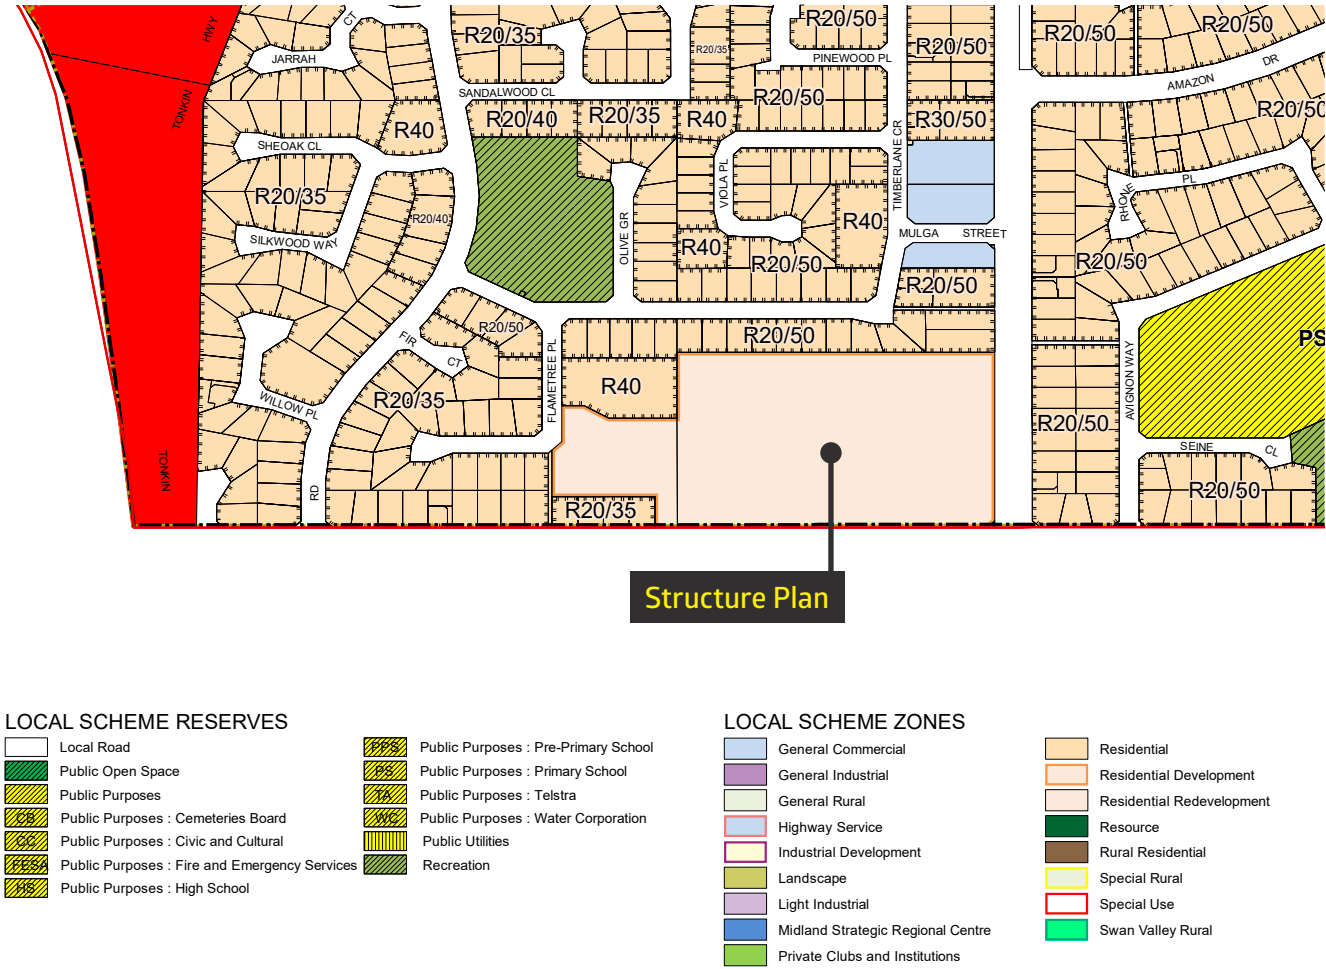 HWY
CT
R20/35
R20/50
R20/50
R20/50
R20/35
R20/50
JARRAH
PINEWOOD PL
DR
AMAZON
SANDALWOOD CL
TONKIN
R20/50
R20/50
R20/40
R20/35
R40
R30/50
R40
SHEOAK CL
TIMBERLANE CR
VIOLA PL
PL
RHONE
R20/35
R20/40
OLIVE GR
R40
MULGA STREET
SILKWOOD WAY
R40
R20/50
R20/50
R20/50
FIR
CT
R20/50
R20/50
PS
FLAMETREE PL
AVIGNON WAY
R40
WILLOW PL
R20/35
R20/50
SEINE
CL
TONKIN
RD
R20/35
R20/50
Structure Plan
LOCAL SCHEME RESERVES
Local Road
Public Open Space
Public Purposes
CB Public Purposes : Cemeteries Board
CC Public Purposes : Civic and Cultural
FESA Public Purposes : Fire and Emergency Services
HS Public Purposes : High School
PPS Public Purposes : Pre-Primary School
PS Public Purposes : Primary School
TA Public Purposes : Telstra
WC Public Purposes : Water Corporation
Public Utilities
Recreation
LOCAL SCHEME ZONES
General Commercial
General Industrial
General Rural
Highway Service
Industrial Development
Landscape
Light Industrial
Midland Strategic Regional Centre
Private Clubs and Institutions
Residential
Residential Development
Residential Redevelopment
Resource
Rural Residential
Special Rural
Special Use
Swan Valley Rural